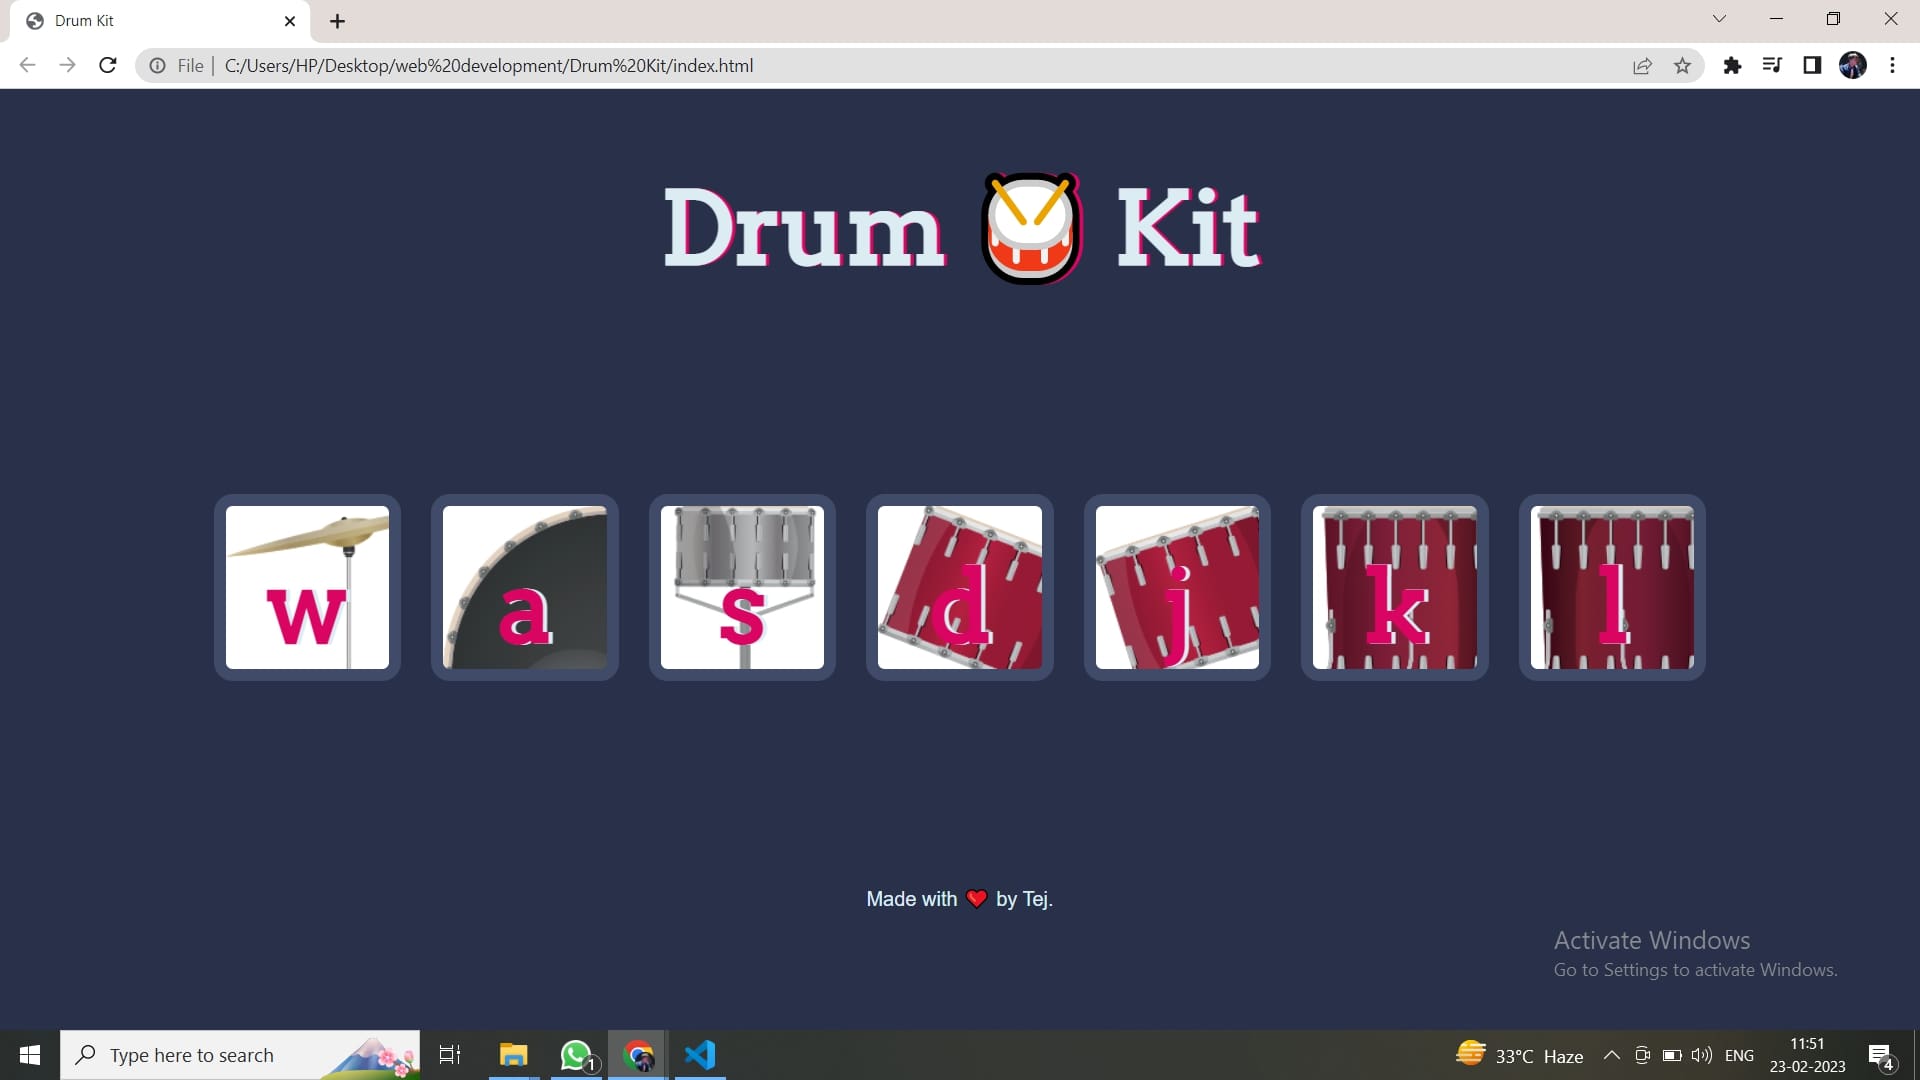 Drum Kit
File | C:/Users/HP/Desktop/web%20development/Drum%20Kit/index.html
Drum 🥁 Kit
w a s d j k l
Made with ❤️ by Tej.
Activate Windows
Go to Settings to activate Windows.
Type here to search
1
33°C Haze
ENG
11:51
23-02-2023
4